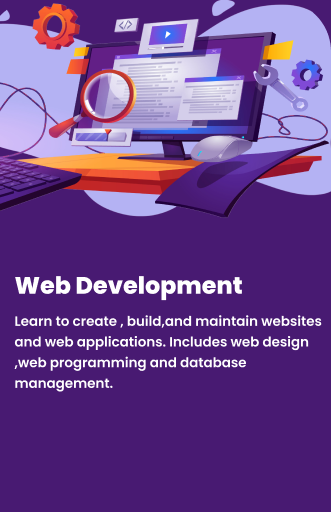 </>
Web Development
Learn to create , build,and maintain websites
and web applications. Includes web design
,web programming and database
management.